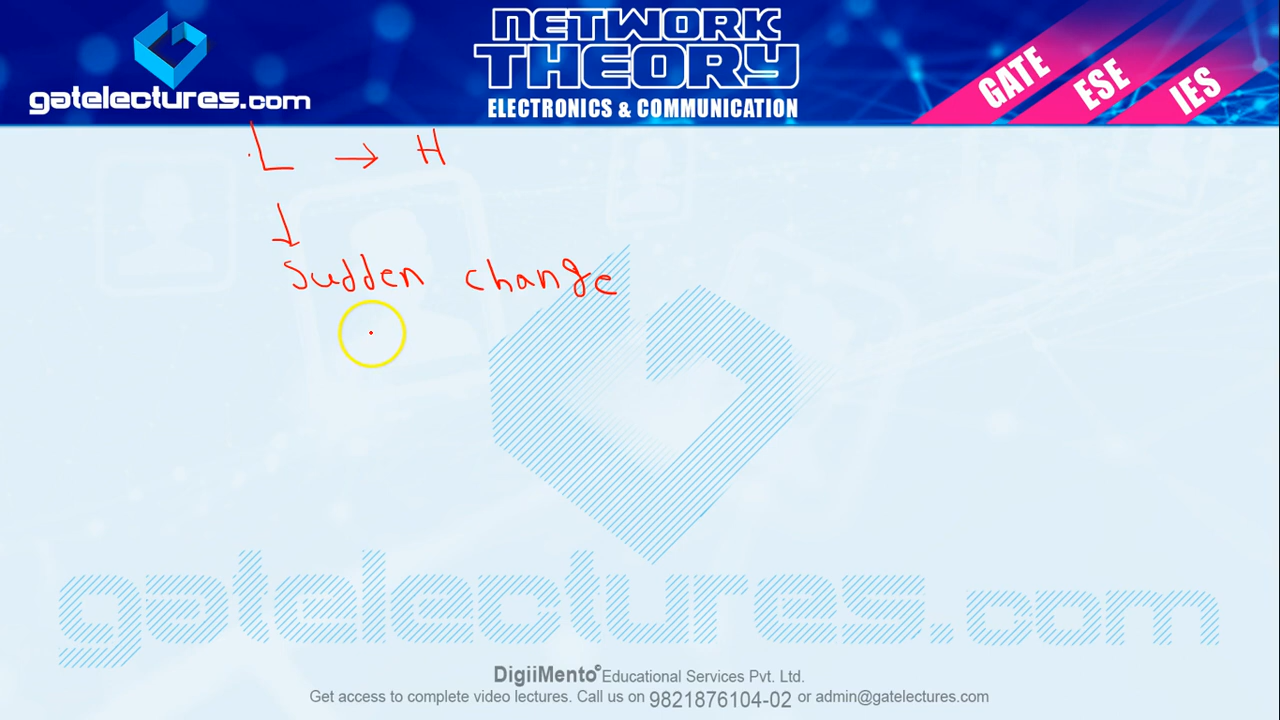 gatelectures.com
NETWORK
THEORY
ELECTRONICS & COMMUNICATION
GATE
ESE
IES
L → H
↓
Sudden change
gatelectures.com
DigiiMento© Educational Services Pvt. Ltd.
Get access to complete video lectures. Call us on 9821876104-02 or admin@gatelectures.com